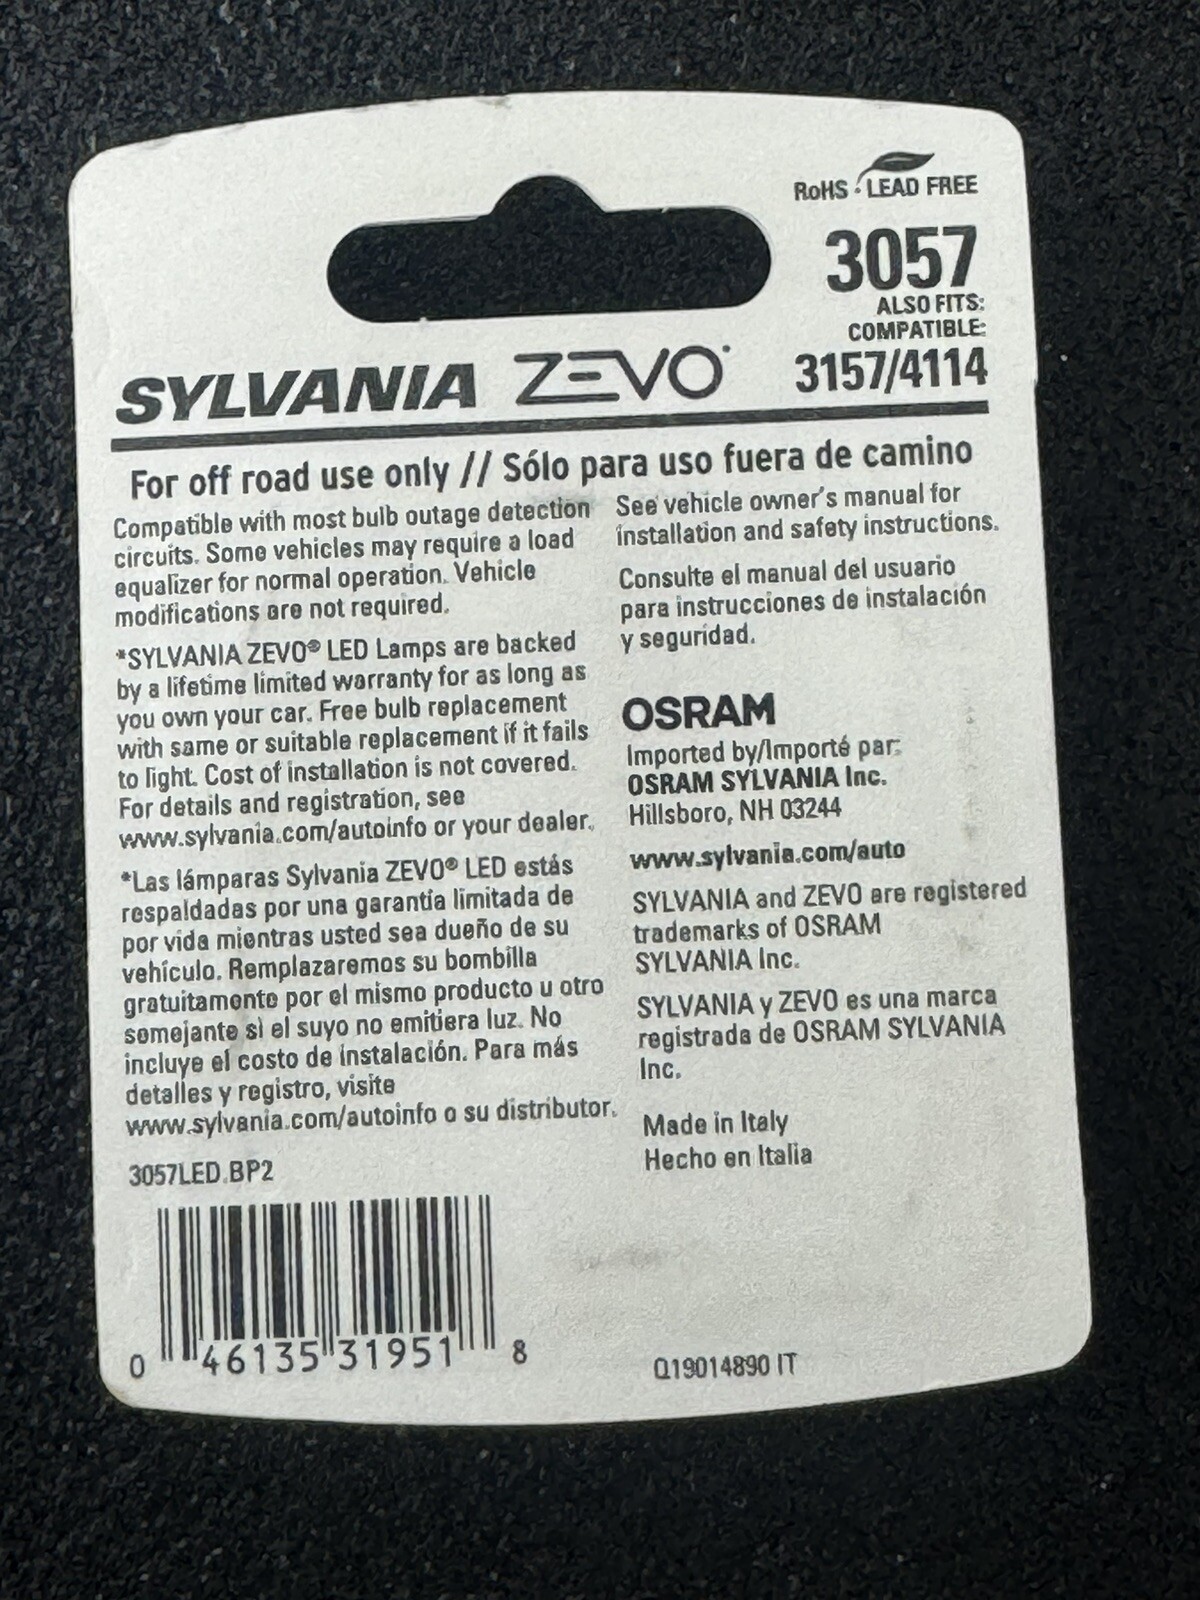 RoHS LEAD FREE
3057
ALSO FITS:
COMPATIBLE:
3157/4114
SYLVANIA ZEVO
For off road use only // Sólo para uso fuera de camino
Compatible with most bulb outage detection
circuits. Some vehicles may require a load
equalizer for normal operation. Vehicle
modifications are not required.
*SYLVANIA ZEVO® LED Lamps are backed
by a lifetime limited warranty for as long as
you own your car. Free bulb replacement
with same or suitable replacement if it fails
to light. Cost of installation is not covered.
For details and registration, see
www.sylvania.com/autoinfo or your dealer.
*Las lámparas Sylvania ZEVO® LED estás
respaldadas por una garantía limitada de
por vida mientras usted sea dueño de su
vehículo. Remplazaremos su bombilla
gratuitamente por el mismo producto u otro
semejante si el suyo no emitiera luz. No
incluye el costo de instalación. Para más
detalles y registro, visite
www.sylvania.com/autoinfo o su distributor.
3057LED.BP2
0 46135 31951 8
See vehicle owner's manual for
installation and safety instructions.
Consulte el manual del usuario
para instrucciones de instalación
y seguridad.
OSRAM
Imported by/Importé par:
OSRAM SYLVANIA Inc.
Hillsboro, NH 03244
www.sylvania.com/auto
SYLVANIA and ZEVO are registered
trademarks of OSRAM
SYLVANIA Inc.
SYLVANIA y ZEVO es una marca
registrada de OSRAM SYLVANIA
Inc.
Made in Italy
Hecho en Italia
Q19014890 IT